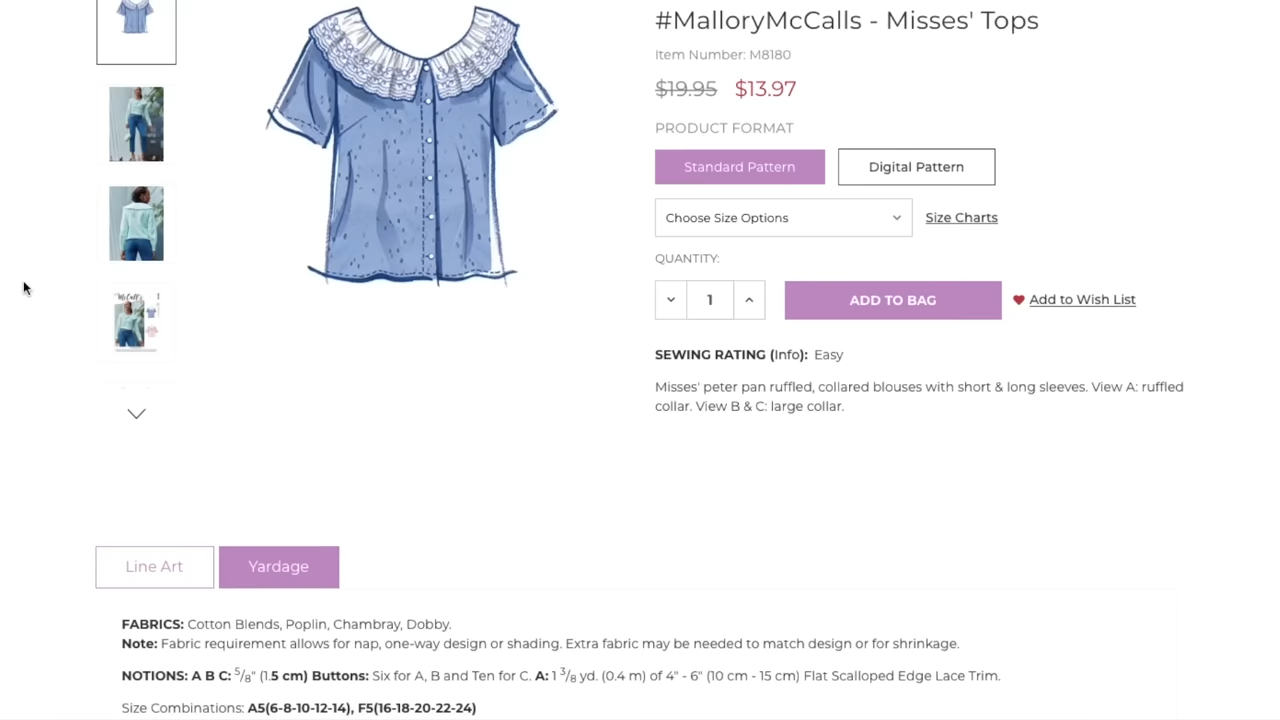 #MalloryMcCalls - Misses' Tops
Item Number: M8180
$19.95 $13.97
PRODUCT FORMAT
Standard Pattern Digital Pattern
Choose Size Options Size Charts
QUANTITY:
1 ADD TO BAG Add to Wish List
McCall's
SEWING RATING (Info): Easy
Misses' peter pan ruffled, collared blouses with short & long sleeves. View A: ruffled
collar. View B & C: large collar.
Line Art Yardage
FABRICS: Cotton Blends, Poplin, Chambray, Dobby.
Note: Fabric requirement allows for nap, one-way design or shading. Extra fabric may be needed to match design or for shrinkage.
NOTIONS: A B C: 5/8" (1.5 cm) Buttons: Six for A, B and Ten for C. A: 1 3/8 yd. (0.4 m) of 4" - 6" (10 cm - 15 cm) Flat Scalloped Edge Lace Trim.
Size Combinations: A5(6-8-10-12-14), F5(16-18-20-22-24)